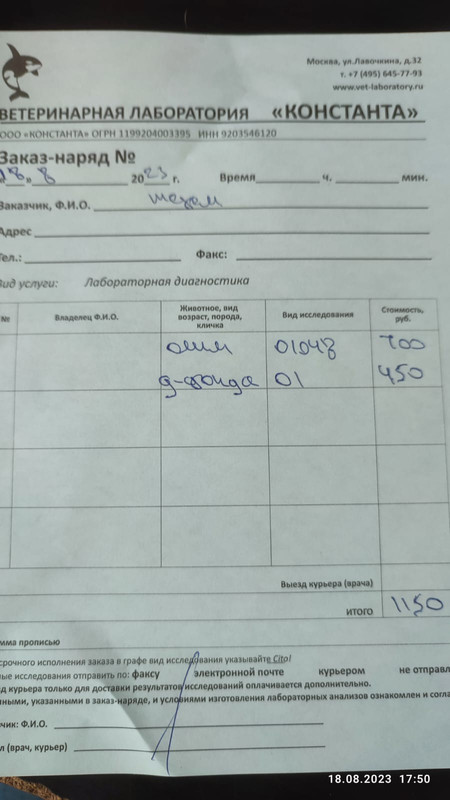 Москва, ул.Лавочкина, д.32
т. +7 (495) 645-77-93
www.vet-laboratory.ru
ВЕТЕРИНАРНАЯ ЛАБОРАТОРИЯ «КОНСТАНТА»
ООО «КОНСТАНТА» ОГРН 1199204003395 ИНН 9203546120
Заказ-наряд №
18 » 8 2023 г. Время ч. мин.
Заказчик, Ф.И.О.
Адрес
Тел.: Факс:
Вид услуги: Лабораторная диагностика
№ Владелец Ф.И.О. Животное, вид возраст, порода, кличка Вид исследования Стоимость, руб.
01048 700
01 450
Выезд курьера (врача)
ИТОГО 1150
мма прописью
срочного исполнения заказа в графе вид исследования указывайте Cito!
ные исследования отправить по: факсу электронной почте курьером не отправл
д курьера только для доставки результатов исследований оплачивается дополнительно.
нными, указанными в заказ-наряде, и условиями изготовления лабораторных анализов ознакомлен и согла
чик: Ф.И.О.
л (врач, курьер)
18.08.2023 17:50